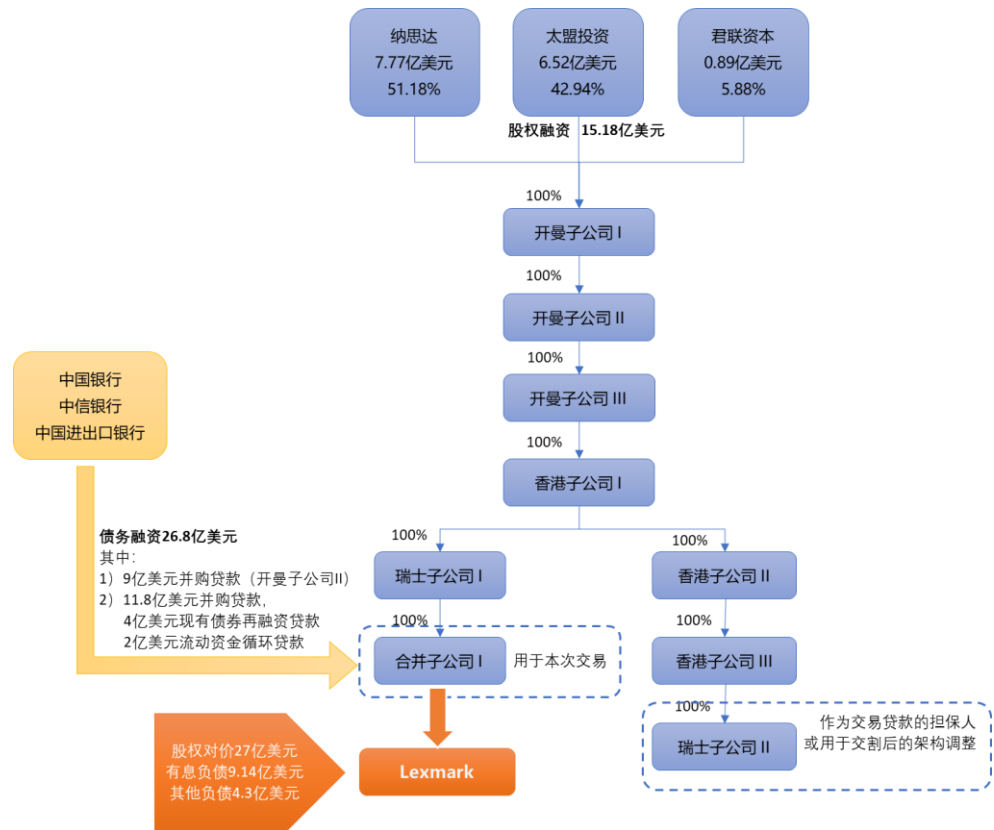 纳思达
7.77亿美元
51.18%
太盟投资
6.52亿美元
42.94%
君联资本
0.89亿美元
5.88%
股权融资 15.18亿美元
100%
开曼子公司 I
100%
开曼子公司 II
100%
开曼子公司 III
100%
香港子公司 I
中国银行
中信银行
中国进出口银行
债务融资26.8亿美元
其中：
1）9亿美元并购贷款（开曼子公司II）
2）11.8亿美元并购贷款，
4亿美元现有债券再融资贷款
2亿美元流动资金循环贷款
100%
瑞士子公司 I
100%
合并子公司 I
用于本次交易
100%
香港子公司 II
100%
香港子公司 III
100%
瑞士子公司 II
作为交易贷款的担保人
或用于交割后的架构调整
股权对价27亿美元
有息负债9.14亿美元
其他负债4.3亿美元
Lexmark